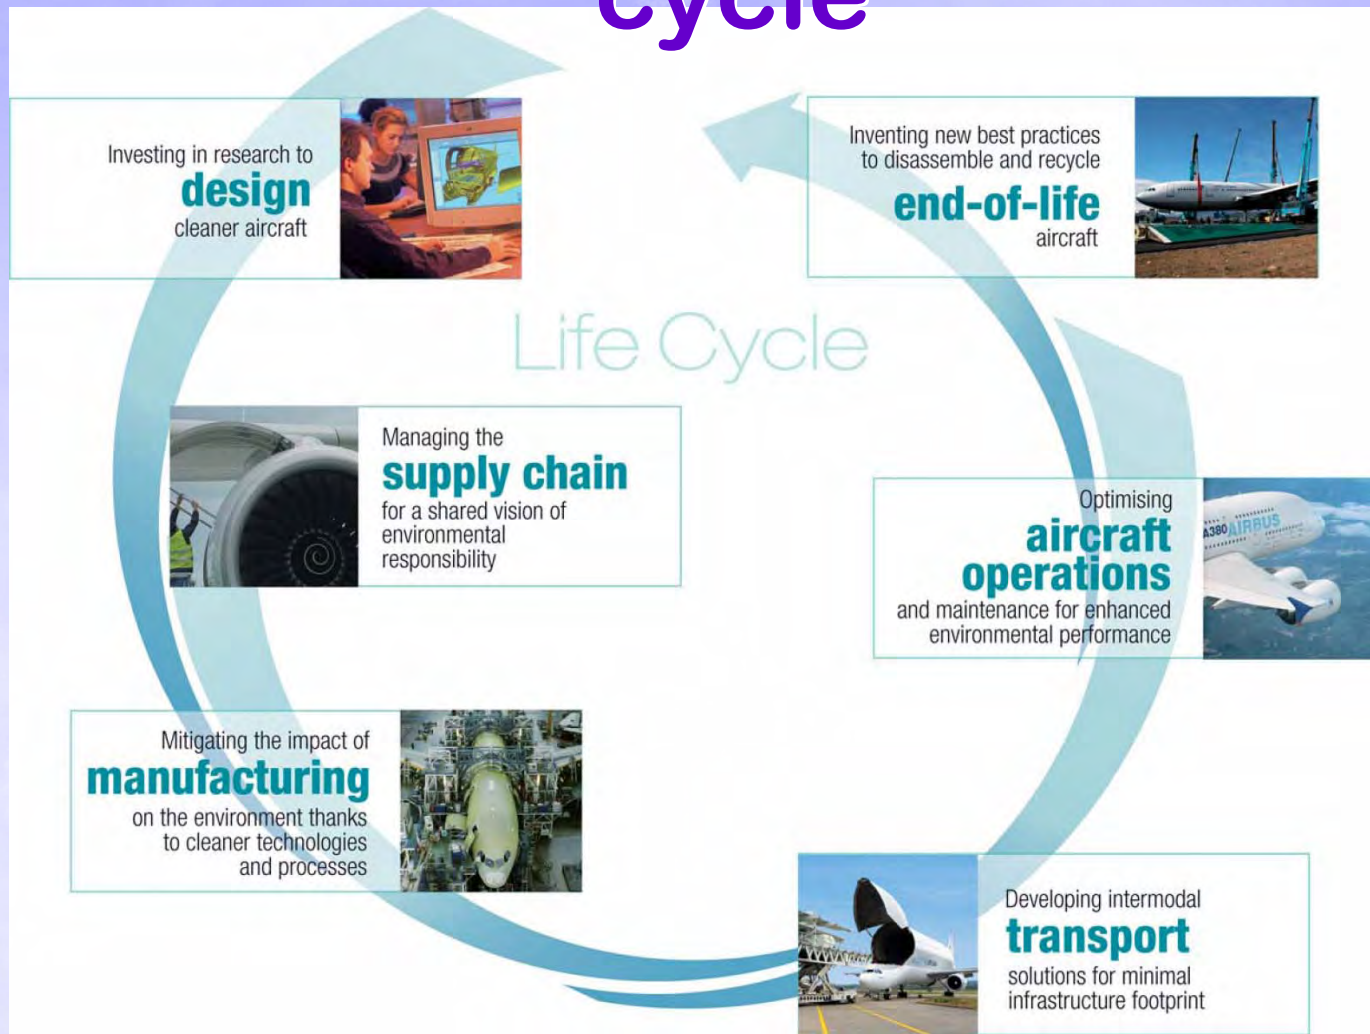 cycle
Investing in research to
design
cleaner aircraft
Inventing new best practices
to disassemble and recycle
end-of-life
aircraft
Life Cycle
Managing the
supply chain
for a shared vision of
environmental
responsibility
Optimising
aircraft
operations
and maintenance for enhanced
environmental performance
A380 AIRBUS
Mitigating the impact of
manufacturing
on the environment thanks
to cleaner technologies
and processes
Developing intermodal
transport
solutions for minimal
infrastructure footprint